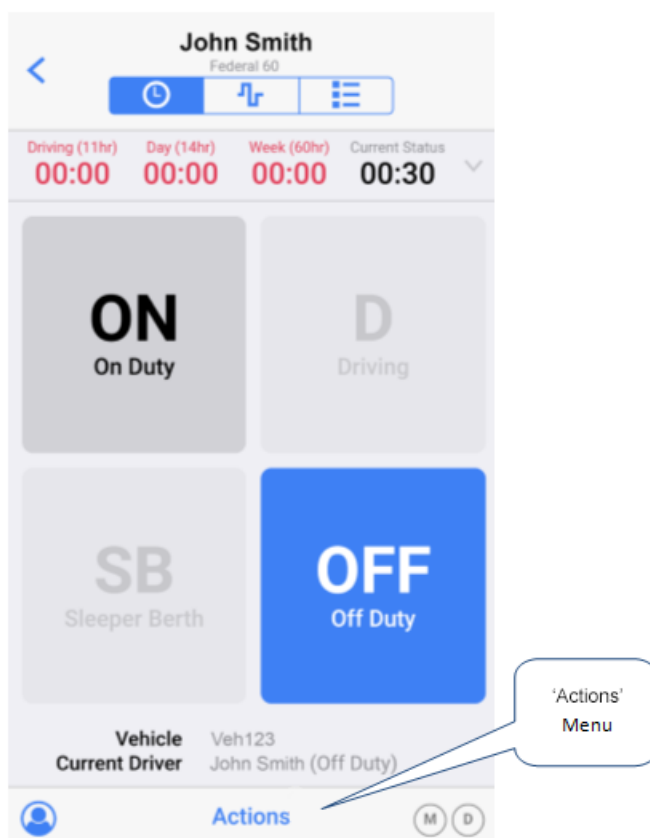 John Smith
Federal 60
Driving (11hr) Day (14hr) Week (60hr) Current Status
00:00 00:00 00:00 00:30
ON D
On Duty Driving
SB OFF
Sleeper Berth Off Duty
Vehicle Veh123
Current Driver John Smith (Off Duty)
'Actions'
Menu
Actions M D